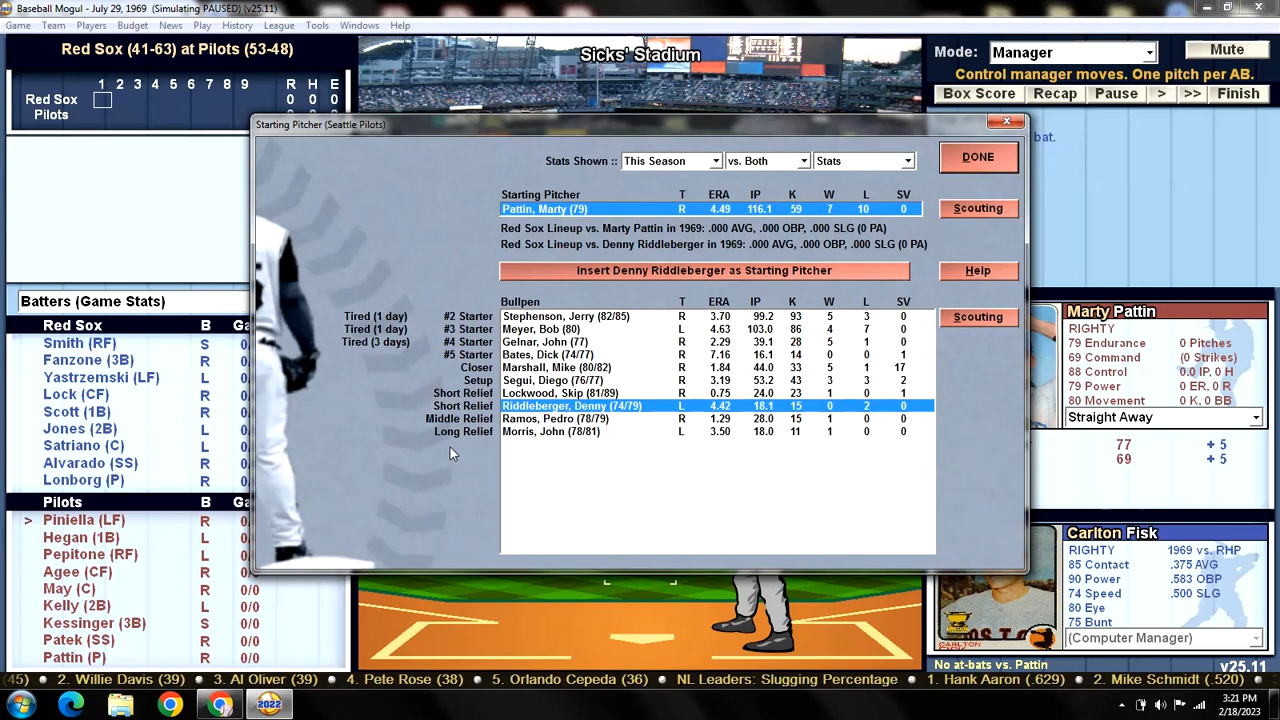 Baseball Mogul - July 29, 1969 (Simulating PAUSED) (v25.11)
Game Team Players Budget News Play History League Tools Windows Help
Red Sox (41-63) at Pilots (53-48)
1 2 3 4 5 6 7 8 9 R H E
Red Sox 0 0 0
Pilots 0 0 0
Sicks' Stadium
Mode: Manager Mute
Control manager moves. One pitch per AB.
Box Score Recap Pause > >> Finish
bat.
Starting Pitcher (Seattle Pilots)
Stats Shown :: This Season vs. Both Stats DONE
Starting Pitcher T ERA IP K W L SV
Pattin, Marty (79) R 4.49 116.1 59 7 10 0 Scouting
Red Sox Lineup vs. Marty Pattin in 1969: .000 AVG, .000 OBP, .000 SLG (0 PA)
Red Sox Lineup vs. Denny Riddleberger in 1969: .000 AVG, .000 OBP, .000 SLG (0 PA)
Insert Denny Riddleberger as Starting Pitcher Help
Bullpen T ERA IP K W L SV
Tired (1 day) #2 Starter Stephenson, Jerry (82/85) R 3.70 99.2 93 5 3 0 Scouting
Tired (1 day) #3 Starter Meyer, Bob (80) L 4.63 103.0 86 4 7 0
Tired (3 days) #4 Starter Gelnar, John (77) R 2.29 39.1 28 5 1 0
#5 Starter Bates, Dick (74/77) R 7.16 16.1 14 0 0 1
Closer Marshall, Mike (80/82) R 1.84 44.0 33 5 1 17
Setup Segui, Diego (76/77) R 3.19 53.2 43 3 3 2
Short Relief Lockwood, Skip (81/89) R 0.75 24.0 23 1 0 1
Short Relief Riddleberger, Denny (74/79) L 4.42 18.1 15 0 2 0
Middle Relief Ramos, Pedro (78/79) R 1.29 28.0 15 1 0 0
Long Relief Morris, John (78/81) L 3.50 18.0 11 1 0 0
Batters (Game Stats)
Red Sox B Ga
Smith (RF) S
Fanzone (3B) R
Yastrzemski (LF) L
Lock (CF) R
Scott (1B) R
Jones (2B) L
Satriano (C) L
Alvarado (SS) R
Lonborg (P) R
Pilots B Ga
> Piniella (LF) R 0/0
Hegan (1B) L 0/0
Pepitone (RF) L 0/0
Agee (CF) R 0/0
May (C) L 0/0
Kelly (2B) L 0/0
Kessinger (3B) S 0/0
Patek (SS) R 0/0
Pattin (P) R 0/0
Marty Pattin
RIGHTY
79 Endurance 0 Pitches
69 Command (0 Strikes)
88 Control 0.0 IP, 0 H
79 Power 0 ER, 0 R
80 Movement 0 K, 0 BB
Straight Away
77 + 5
69 + 5
Carlton Fisk
RIGHTY 1969 vs. RHP
85 Contact .375 AVG
90 Power .583 OBP
74 Speed .500 SLG
80 Eye
75 Bunt
(Computer Manager)
No at-bats vs. Pattin v25.11
(45) 2. Willie Davis (39) 3. Al Oliver (39) 4. Pete Rose (38) 5. Orlando Cepeda (36) NL Leaders: Slugging Percentage 1. Hank Aaron (.629) 2. Mike Schmidt (.520)
2022
3:21 PM
2/18/2023